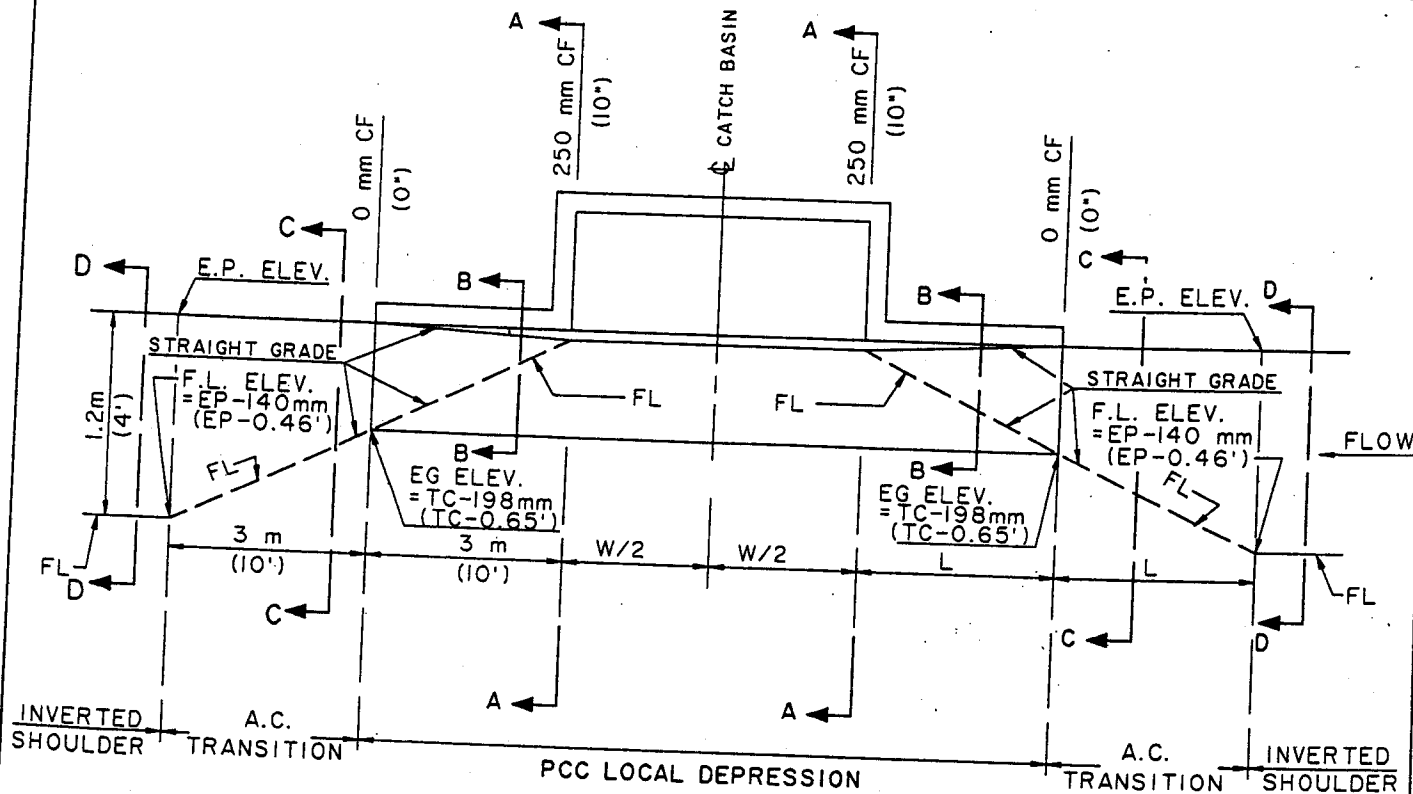 A
A
250 mm CF
(10")
℄ CATCH BASIN
250 mm CF
(10")
0 mm CF
(0")
0 mm CF
(0")
C
C
D
E.P. ELEV.
B
B
E.P. ELEV.
D
STRAIGHT GRADE
STRAIGHT GRADE
1.2m
(4')
F.L. ELEV.
=EP-140mm
(EP-0.46')
FL
FL
F.L. ELEV.
=EP-140 mm
(EP-0.46')
FLOW
FL
B
B
FL
EG ELEV.
=TC-198mm
(TC-0.65')
EG ELEV.
=TC-198mm
(TC-0.65')
FL
3 m
(10')
3 m
(10')
W/2
W/2
L
L
FL
D
C
C
D
A
A
INVERTED
SHOULDER
A.C.
TRANSITION
PCC LOCAL DEPRESSION
A.C.
TRANSITION
INVERTED
SHOULDER